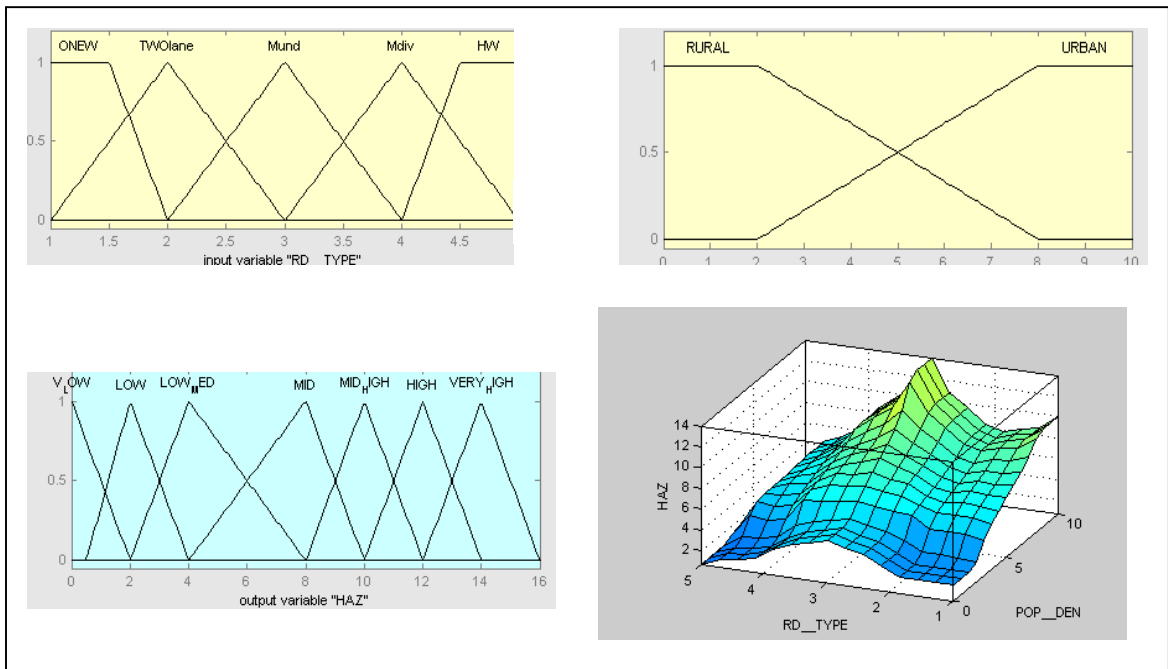 ONEW TWOlane Mund Mdiv HW
1
0.5
0
1 1.5 2 2.5 3 3.5 4 4.5
input variable "RD__TYPE"
RURAL URBAN
1
0.5
0
0 1 2 3 4 5 6 7 8 9 10
V_LOW LOW LOW_MED MID MID_HIGH HIGH VERY_HIGH
1
0.5
0
0 2 4 6 8 10 12 14 16
output variable "HAZ"
14
12
10
8
6
4
2
HAZ
5 4 3 2 1
RD__TYPE
0 5 10
POP__DEN